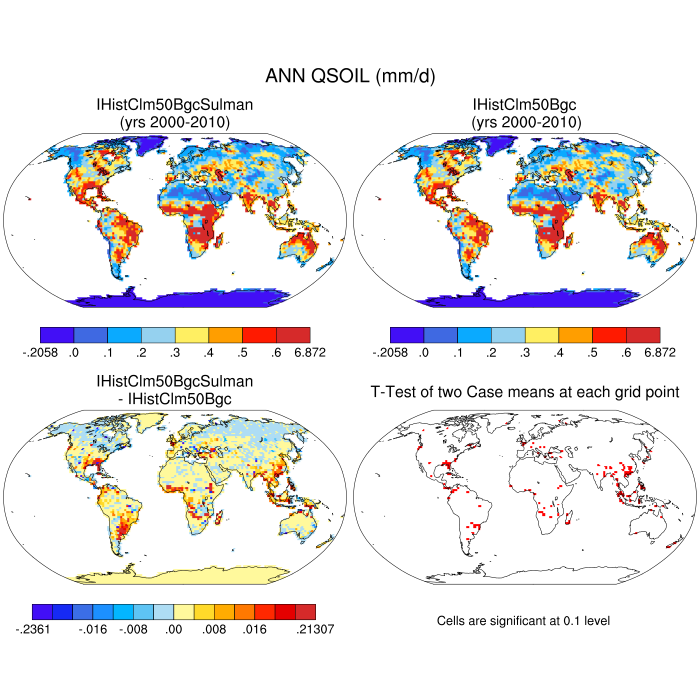 ANN QSOIL (mm/d)
IHistClm50BgcSulman
(yrs 2000-2010)
IHistClm50Bgc
(yrs 2000-2010)
-.2058 .0 .1 .2 .3 .4 .5 .6 6.872
-.2058 .0 .1 .2 .3 .4 .5 .6 6.872
IHistClm50BgcSulman
- IHistClm50Bgc
T-Test of two Case means at each grid point
-.2361 -.016 -.008 .00 .008 .016 .21307
Cells are significant at 0.1 level